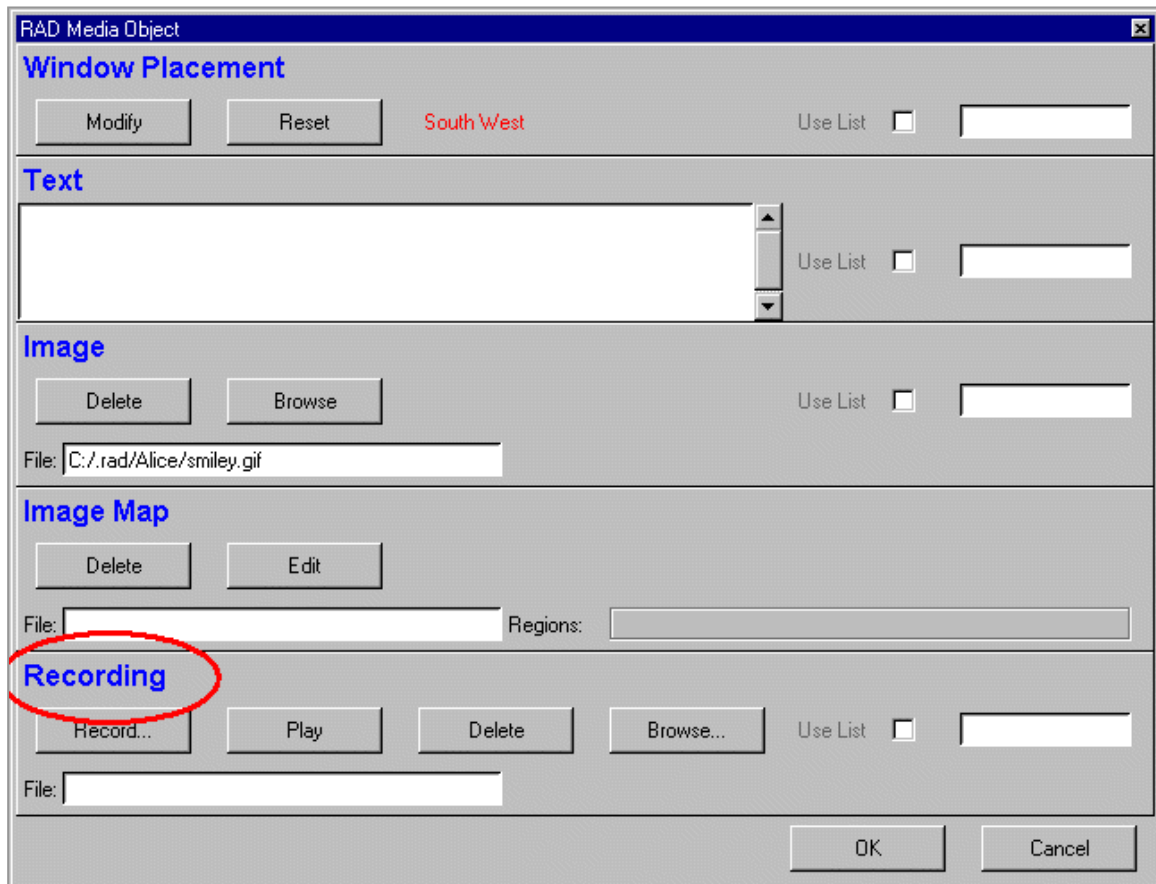 RAD Media Object
Window Placement
Modify Reset South West Use List
Text
Use List
Image
Delete Browse Use List
File: C:/.rad/Alice/smiley.gif
Image Map
Delete Edit
File: Regions:
Recording
Record... Play Delete Browse... Use List
File:
OK Cancel